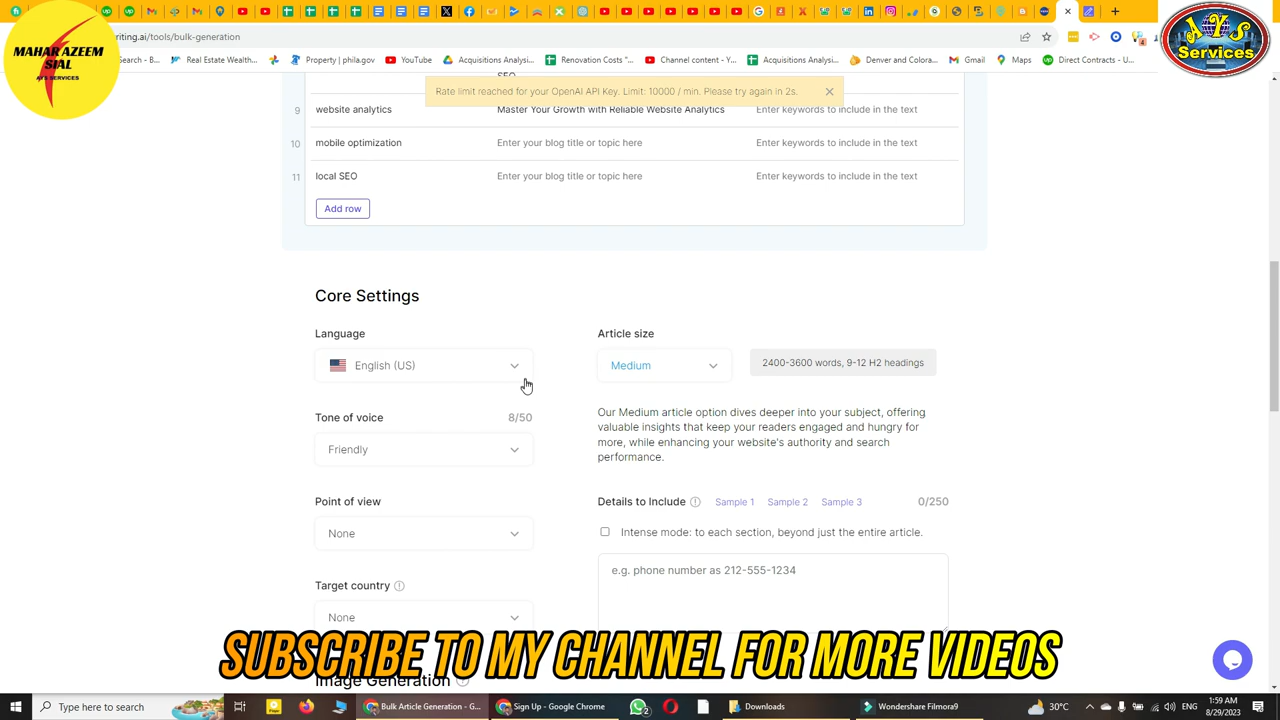 MAHAR AZEEM
SIAL
AYS SERVICES
AYS
Services
writing.ai/tools/bulk-generation
Search - B...
Real Estate Wealth...
Property | phila.gov
YouTube
Acquisitions Analysi...
Renovation Costs "...
Channel content - Y...
Acquisitions Analysi...
Denver and Colora...
Gmail
Maps
Direct Contracts - U...
SEO
Rate limit reached for your OpenAI API Key. Limit: 10000 / min. Please try again in 2s.
9 website analytics Master Your Growth with Reliable Website Analytics Enter keywords to include in the text
10 mobile optimization Enter your blog title or topic here Enter keywords to include in the text
11 local SEO Enter your blog title or topic here Enter keywords to include in the text
Add row
Core Settings
Language
English (US)
Article size
Medium
2400-3600 words, 9-12 H2 headings
Tone of voice 8/50
Friendly
Our Medium article option dives deeper into your subject, offering
valuable insights that keep your readers engaged and hungry for
more, while enhancing your website's authority and search
performance.
Point of view
None
Details to Include Sample 1 Sample 2 Sample 3 0/250
Intense mode: to each section, beyond just the entire article.
e.g. phone number as 212-555-1234
Target country
None
Image Generation
SUBSCRIBE TO MY CHANNEL FOR MORE VIDEOS
Type here to search
Bulk Article Generation - G...
Sign Up - Google Chrome
2
Downloads
Wondershare Filmora9
30°C
ENG
1:59 AM
8/29/2023